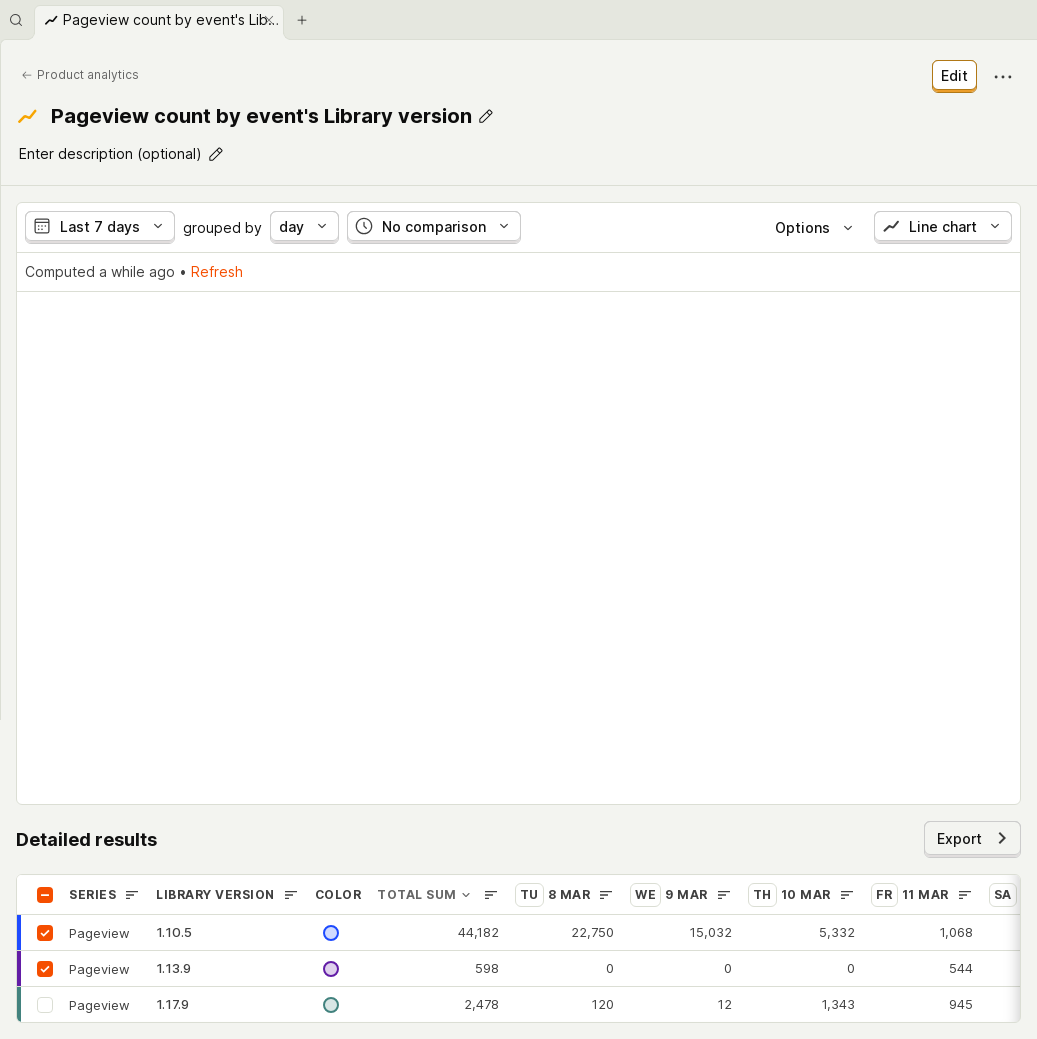 Pageview count by event's Lib...
Product analytics
Edit
Pageview count by event's Library version
Enter description (optional)
Last 7 days grouped by day No comparison Options Line chart
Computed a while ago • Refresh
Detailed results
Export
SERIES LIBRARY VERSION COLOR TOTAL SUM TU 8 MAR WE 9 MAR TH 10 MAR FR 11 MAR SA
Pageview 1.10.5 44,182 22,750 15,032 5,332 1,068
Pageview 1.13.9 598 0 0 0 544
Pageview 1.17.9 2,478 120 12 1,343 945